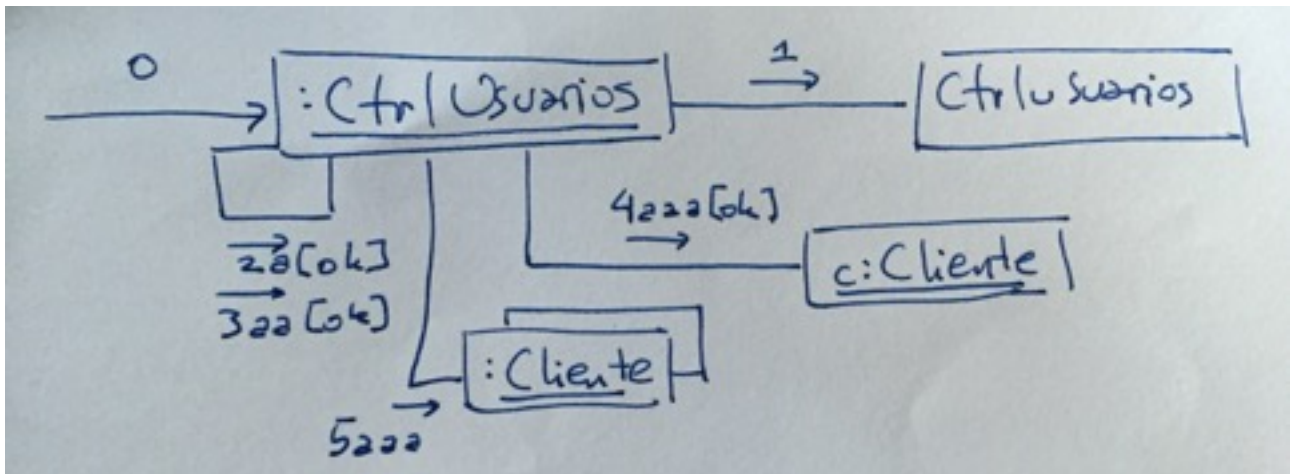 0
:CtrlUsuarios
1
CtrlUsuarios
4aaa[ok]
2a[ok]
c:Cliente
3aa[ok]
:Cliente
5aaa